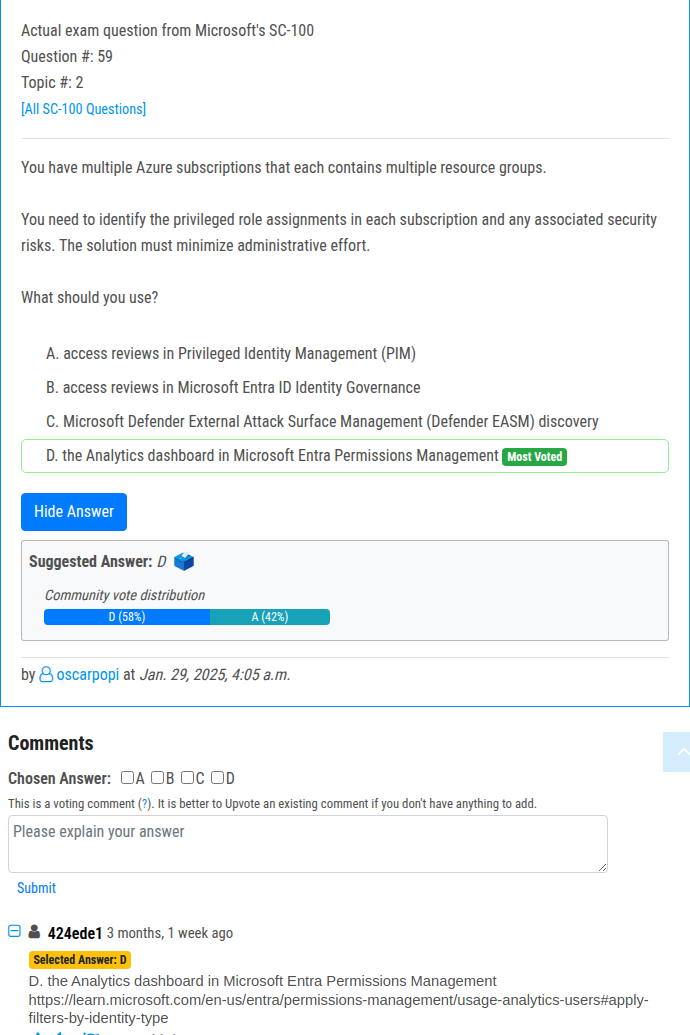 Actual exam question from Microsoft's SC-100
Question #: 59
Topic #: 2
[All SC-100 Questions]
You have multiple Azure subscriptions that each contains multiple resource groups.
You need to identify the privileged role assignments in each subscription and any associated security
risks. The solution must minimize administrative effort.
What should you use?
A. access reviews in Privileged Identity Management (PIM)
B. access reviews in Microsoft Entra ID Identity Governance
C. Microsoft Defender External Attack Surface Management (Defender EASM) discovery
D. the Analytics dashboard in Microsoft Entra Permissions Management Most Voted
Hide Answer
Suggested Answer: D
Community vote distribution
D (58%) A (42%)
by oscarpopi at Jan. 29, 2025, 4:05 a.m.
Comments
Chosen Answer: A B C D
This is a voting comment (?). It is better to Upvote an existing comment if you don't have anything to add.
Please explain your answer
Submit
424ede1 3 months, 1 week ago
Selected Answer: D
D. the Analytics dashboard in Microsoft Entra Permissions Management
https://learn.microsoft.com/en-us/entra/permissions-management/usage-analytics-users#apply-
filters-by-identity-type